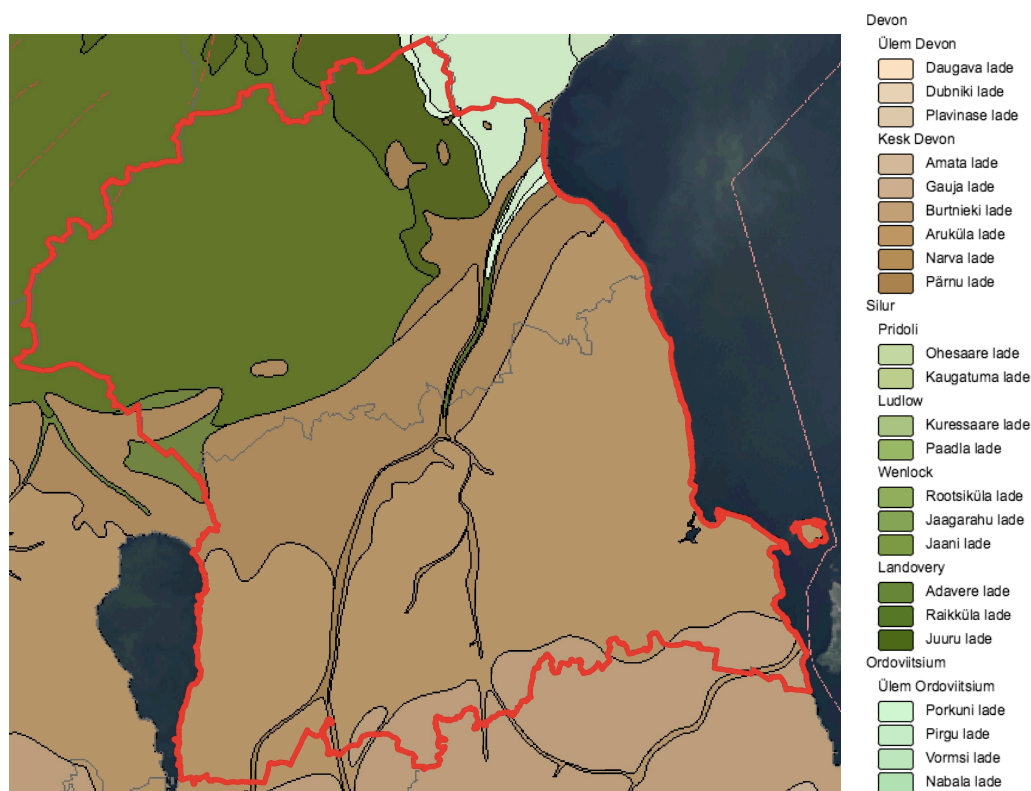 Devon
Ülem Devon
Daugava lade
Dubniki lade
Plavinase lade
Kesk Devon
Amata lade
Gauja lade
Burtnieki lade
Aruküla lade
Narva lade
Pärnu lade
Silur
Pridoli
Ohesaare lade
Kaugatuma lade
Ludlow
Kuressaare lade
Paadla lade
Wenlock
Rootsiküla lade
Jaagarahu lade
Jaani lade
Landovery
Adavere lade
Raikküla lade
Juuru lade
Ordoviitsium
Ülem Ordoviitsium
Porkuni lade
Pirgu lade
Vormsi lade
Nabala lade